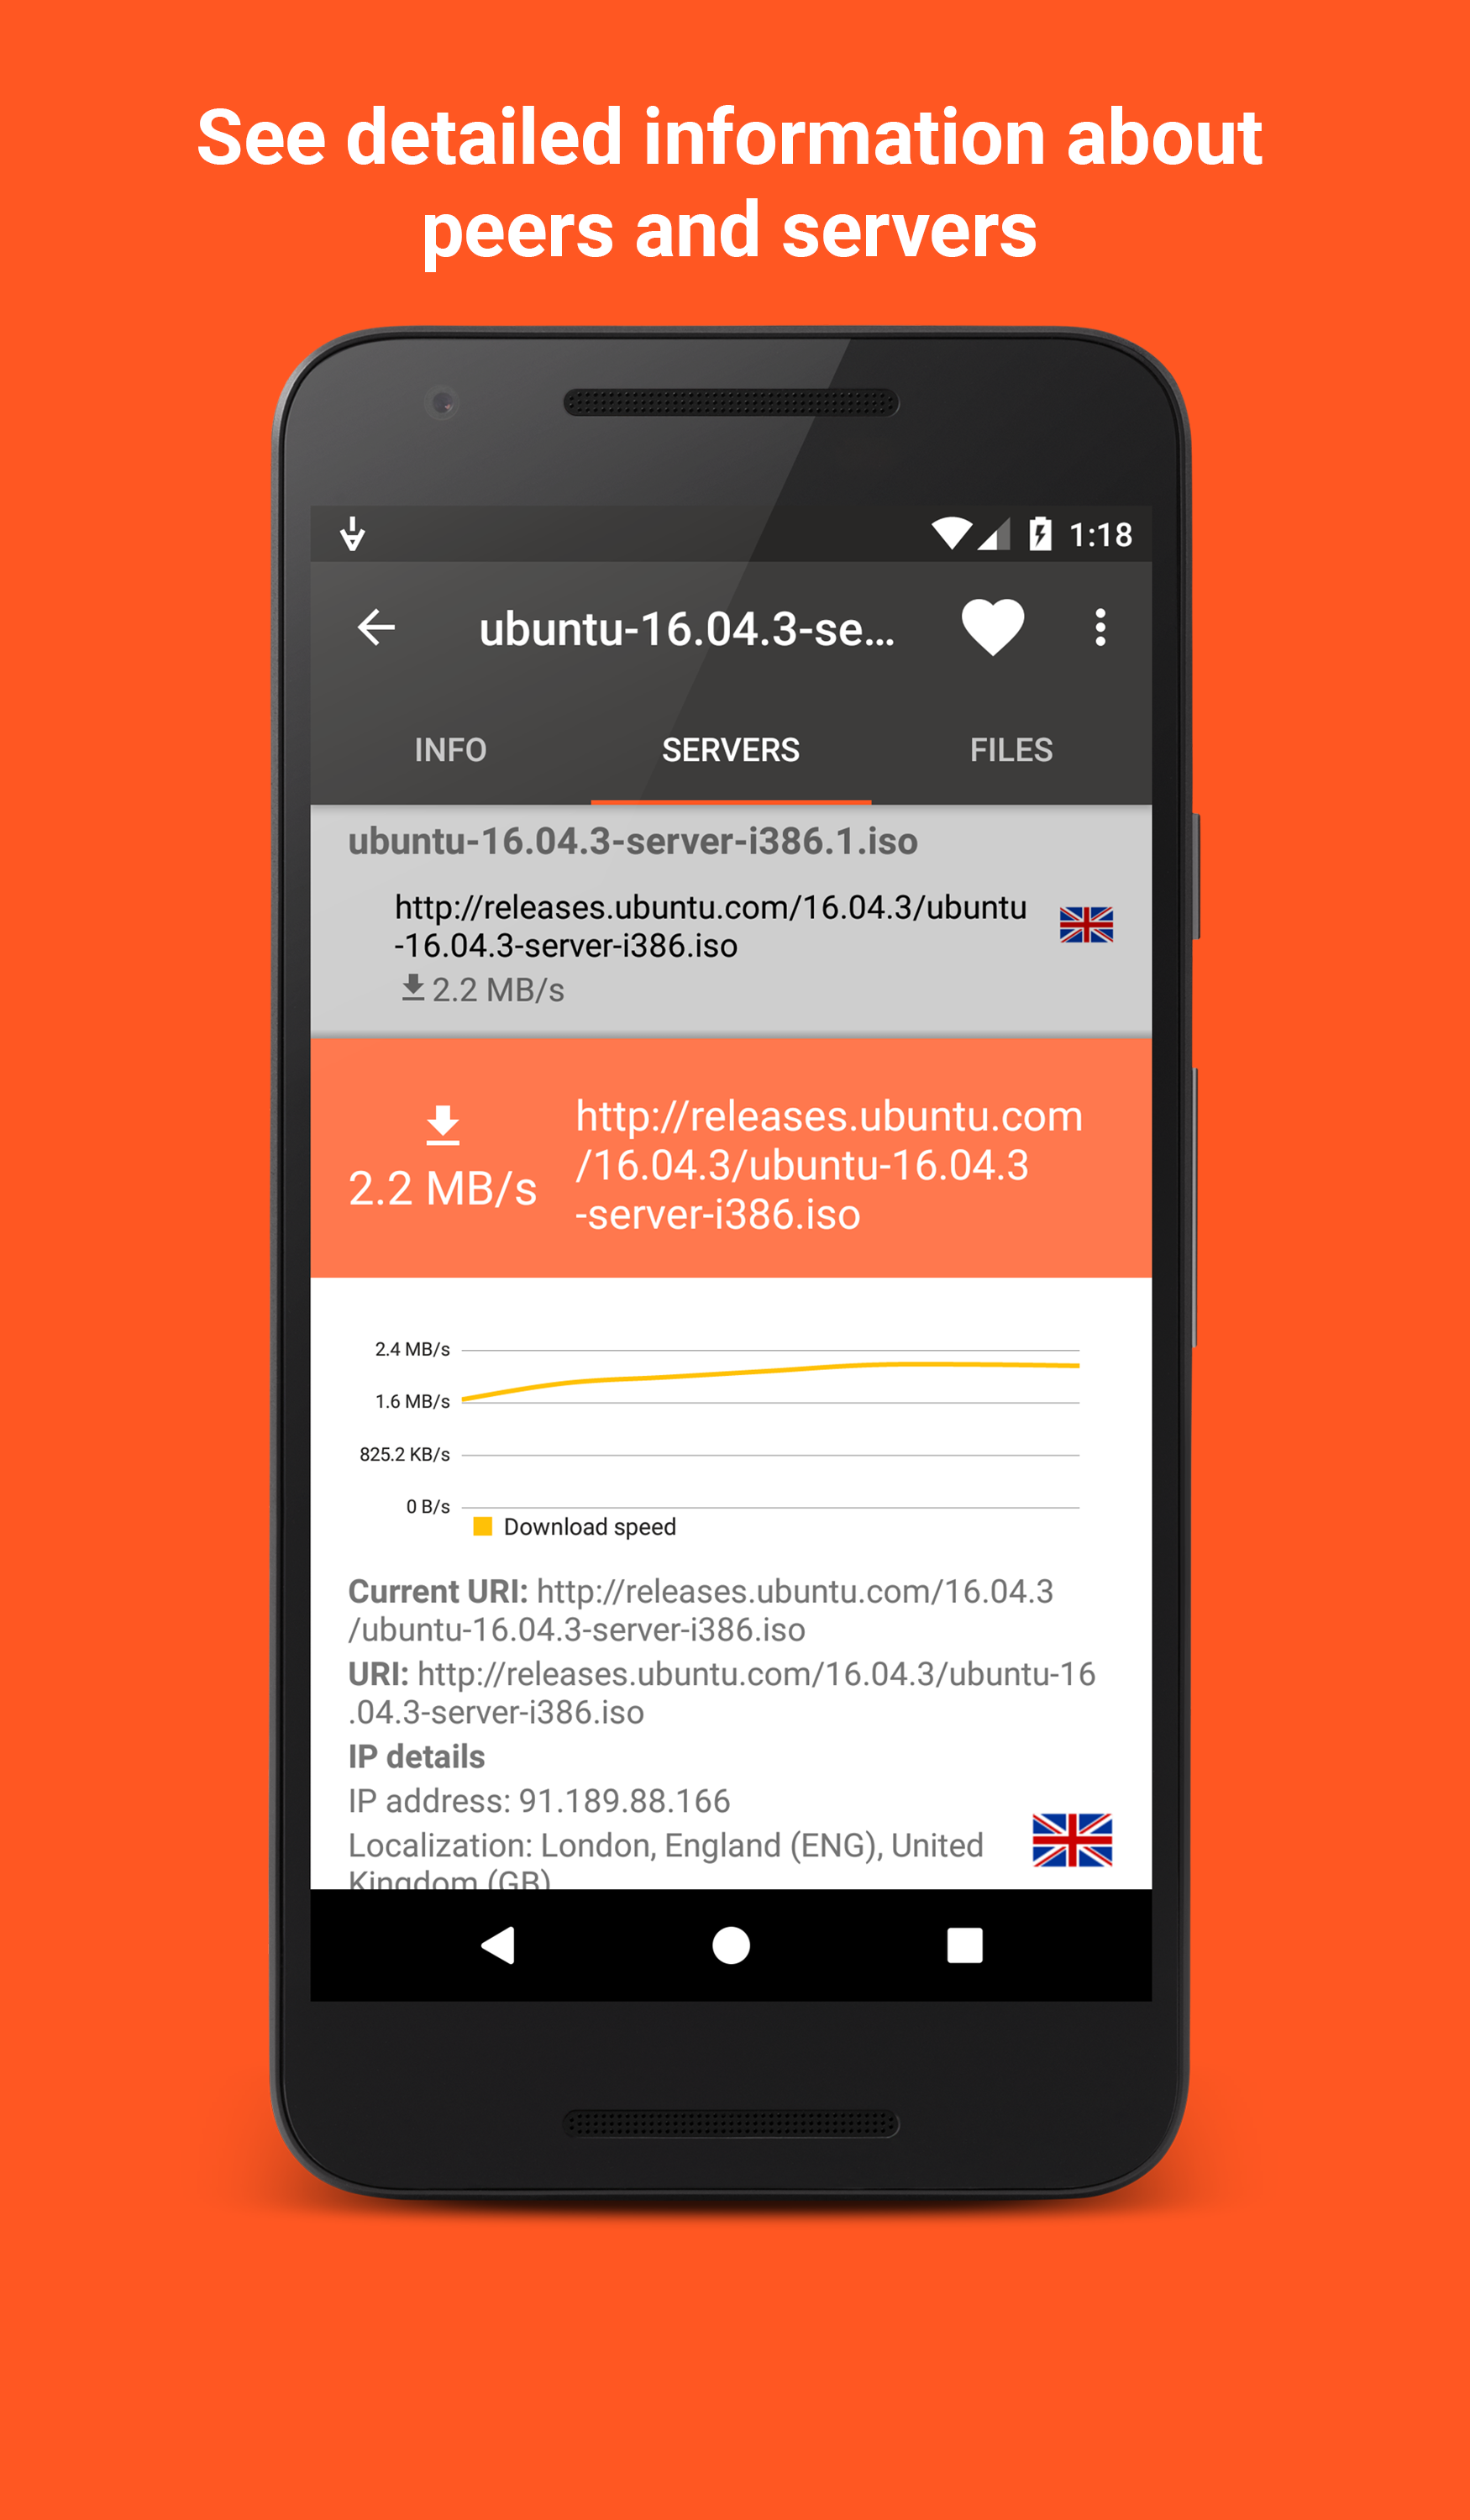 See detailed information about
peers and servers
1:18
ubuntu-16.04.3-se...
INFO
SERVERS
FILES
ubuntu-16.04.3-server-i386.1.iso
http://releases.ubuntu.com/16.04.3/ubuntu
-16.04.3-server-i386.iso
2.2 MB/s
2.2 MB/s
http://releases.ubuntu.com
/16.04.3/ubuntu-16.04.3
-server-i386.iso
2.4 MB/s
1.6 MB/s
825.2 KB/s
0 B/s
Download speed
Current URI: http://releases.ubuntu.com/16.04.3
/ubuntu-16.04.3-server-i386.iso
URI: http://releases.ubuntu.com/16.04.3/ubuntu-16
.04.3-server-i386.iso
IP details
IP address: 91.189.88.166
Localization: London, England (ENG), United
Kingdom (GB)